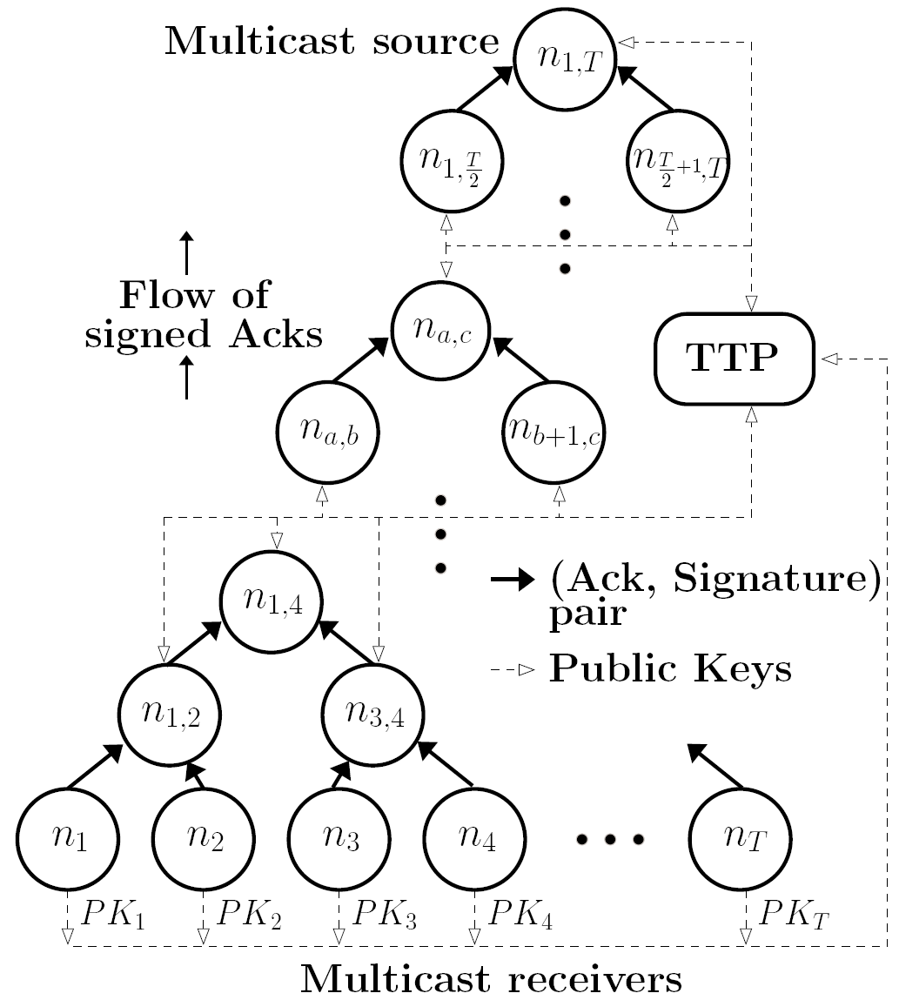 Multicast source
n_{1,T}
n_{1,\frac{T}{2}}
n_{\frac{T}{2}+1,T}
Flow of
signed Acks
n_{a,c}
TTP
n_{a,b}
n_{b+1,c}
n_{1,4}
(Ack, Signature)
pair
Public Keys
n_{1,2}
n_{3,4}
n_1
n_2
n_3
n_4
n_T
PK_1
PK_2
PK_3
PK_4
PK_T
Multicast receivers